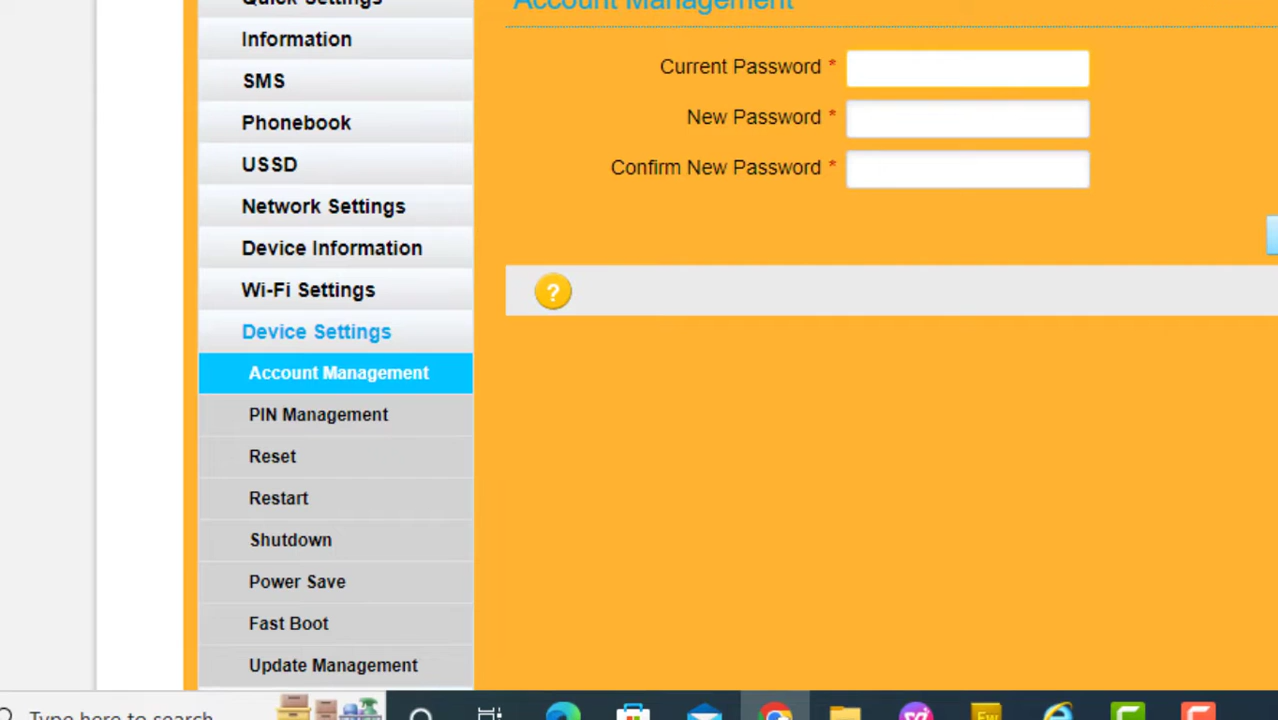 Quick Settings
Account Management
Information
Current Password *
SMS
New Password *
Phonebook
Confirm New Password *
USSD
Network Settings
Device Information
Wi-Fi Settings
?
Device Settings
Account Management
PIN Management
Reset
Restart
Shutdown
Power Save
Fast Boot
Update Management
Type here to search